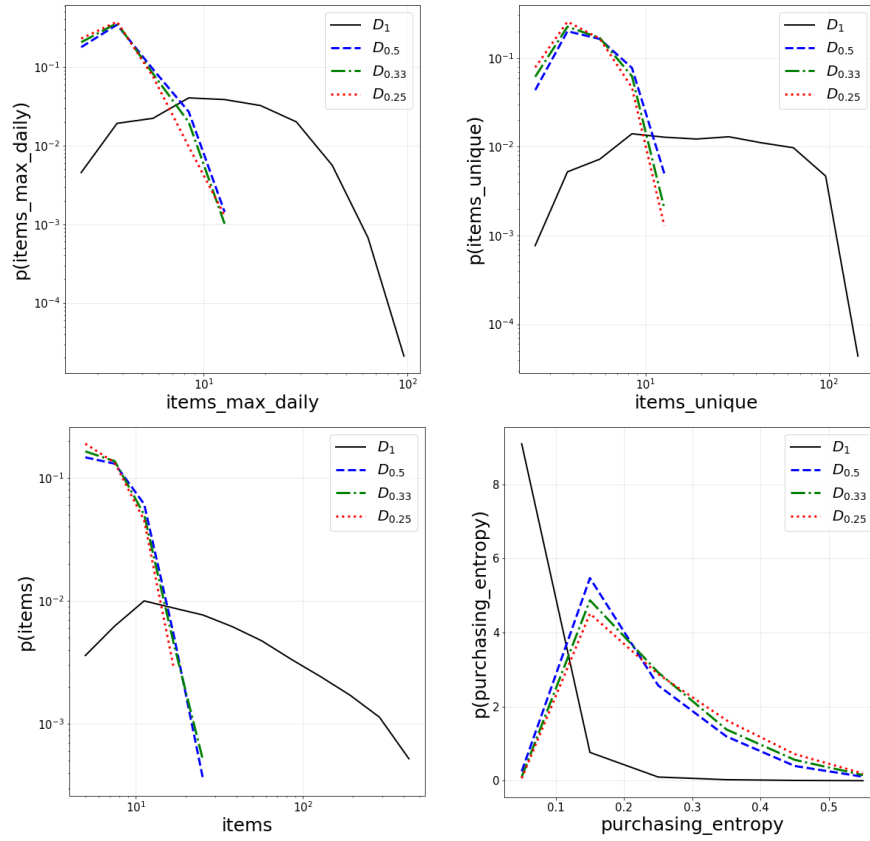 p(items_max_daily)
10⁻¹
10⁻²
10⁻³
10⁻⁴
10¹
10²
items_max_daily
D₁
D₀.₅
D₀.₃₃
D₀.₂₅
p(items_unique)
10⁻¹
10⁻²
10⁻³
10⁻⁴
10¹
10²
items_unique
D₁
D₀.₅
D₀.₃₃
D₀.₂₅
p(items)
10⁻¹
10⁻²
10⁻³
10¹
10²
items
D₁
D₀.₅
D₀.₃₃
D₀.₂₅
p(purchasing_entropy)
8
6
4
2
0
0.1 0.2 0.3 0.4 0.5
purchasing_entropy
D₁
D₀.₅
D₀.₃₃
D₀.₂₅